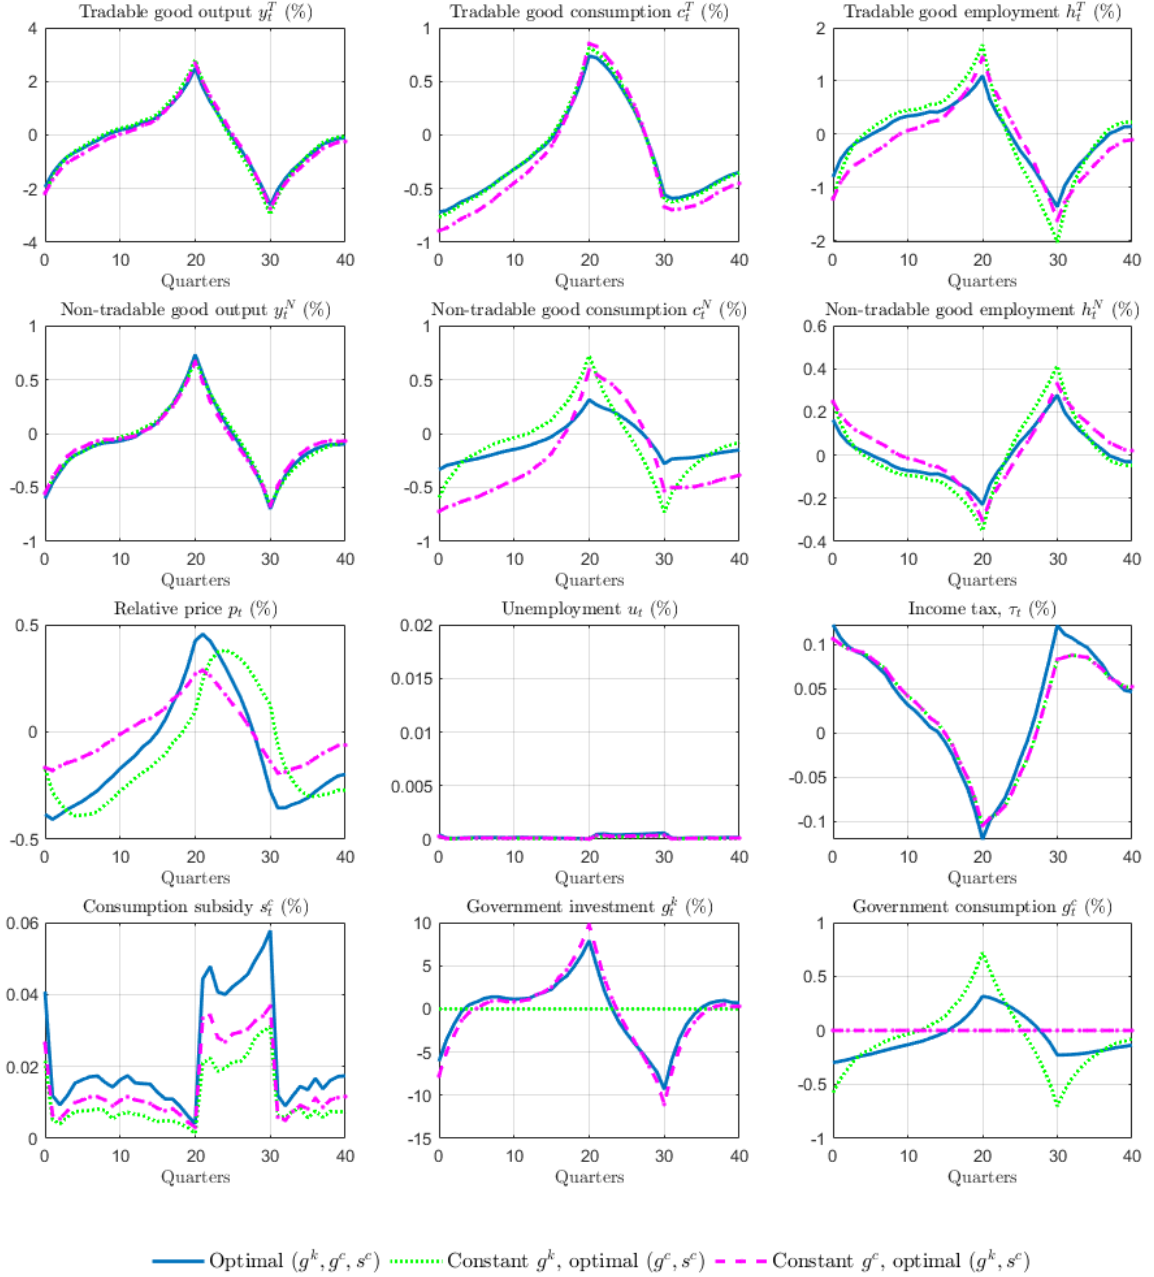 Tradable good output $y_t^T$ (%)
Tradable good consumption $c_t^T$ (%)
Tradable good employment $h_t^T$ (%)
4
2
0
-2
-4
0 10 20 30 40
Quarters
1
0.5
0
-0.5
-1
0 10 20 30 40
Quarters
2
1
0
-1
-2
0 10 20 30 40
Quarters
Non-tradable good output $y_t^N$ (%)
Non-tradable good consumption $c_t^N$ (%)
Non-tradable good employment $h_t^N$ (%)
1
0.5
0
-0.5
-1
0 10 20 30 40
Quarters
1
0.5
0
-0.5
-1
0 10 20 30 40
Quarters
0.6
0.4
0.2
0
-0.2
-0.4
0 10 20 30 40
Quarters
Relative price $p_t$ (%)
Unemployment $u_t$ (%)
Income tax, $\tau_t$ (%)
0.5
0
-0.5
0 10 20 30 40
Quarters
0.02
0.015
0.01
0.005
0
0 10 20 30 40
Quarters
0.1
0.05
0
-0.05
-0.1
0 10 20 30 40
Quarters
Consumption subsidy $s_t^c$ (%)
Government investment $g_t^k$ (%)
Government consumption $g_t^c$ (%)
0.06
0.04
0.02
0
0 10 20 30 40
Quarters
10
5
0
-5
-10
-15
0 10 20 30 40
Quarters
1
0.5
0
-0.5
-1
0 10 20 30 40
Quarters
Optimal $(g^k, g^c, s^c)$ Constant $g^k$, optimal $(g^c, s^c)$ Constant $g^c$, optimal $(g^k, s^c)$